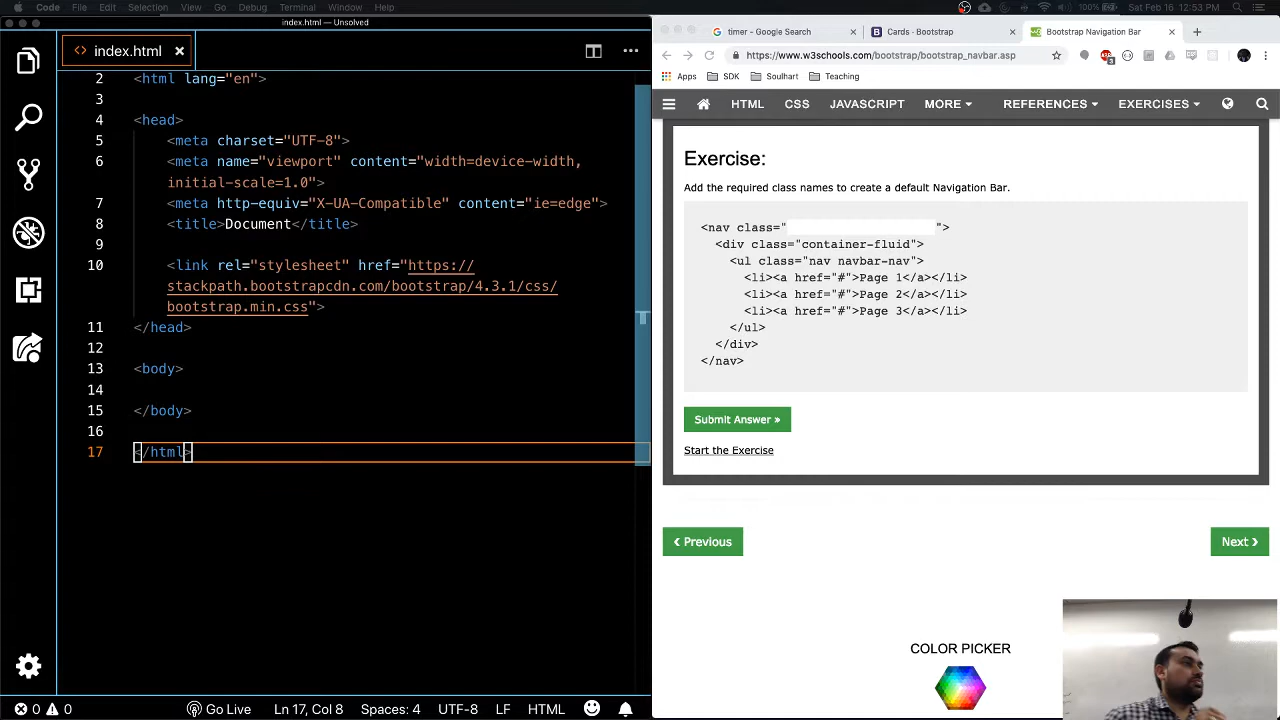 Code File Edit Selection View Go Debug Terminal Window Help
100% Sat Feb 16 12:53 PM
index.html — Unsolved
<> index.html ×
2 <html lang="en">
3
4 <head>
5 <meta charset="UTF-8">
6 <meta name="viewport" content="width=device-width,
initial-scale=1.0">
7 <meta http-equiv="X-UA-Compatible" content="ie=edge">
8 <title>Document</title>
9
10 <link rel="stylesheet" href="https://
stackpath.bootstrapcdn.com/bootstrap/4.3.1/css/
bootstrap.min.css">
11 </head>
12
13 <body>
14
15 </body>
16
17 </html>
0 0 Go Live Ln 17, Col 8 Spaces: 4 UTF-8 LF HTML
timer - Google Search
Cards · Bootstrap
Bootstrap Navigation Bar
https://www.w3schools.com/bootstrap/bootstrap_navbar.asp
3
Apps SDK Soulhart Teaching
HTML CSS JAVASCRIPT MORE REFERENCES EXERCISES
Exercise:
Add the required class names to create a default Navigation Bar.
<nav class=" ">
<div class="container-fluid">
<ul class="nav navbar-nav">
<li><a href="#">Page 1</a></li>
<li><a href="#">Page 2</a></li>
<li><a href="#">Page 3</a></li>
</ul>
</div>
</nav>
Submit Answer »
Start the Exercise
❮ Previous
Next ❯
COLOR PICKER